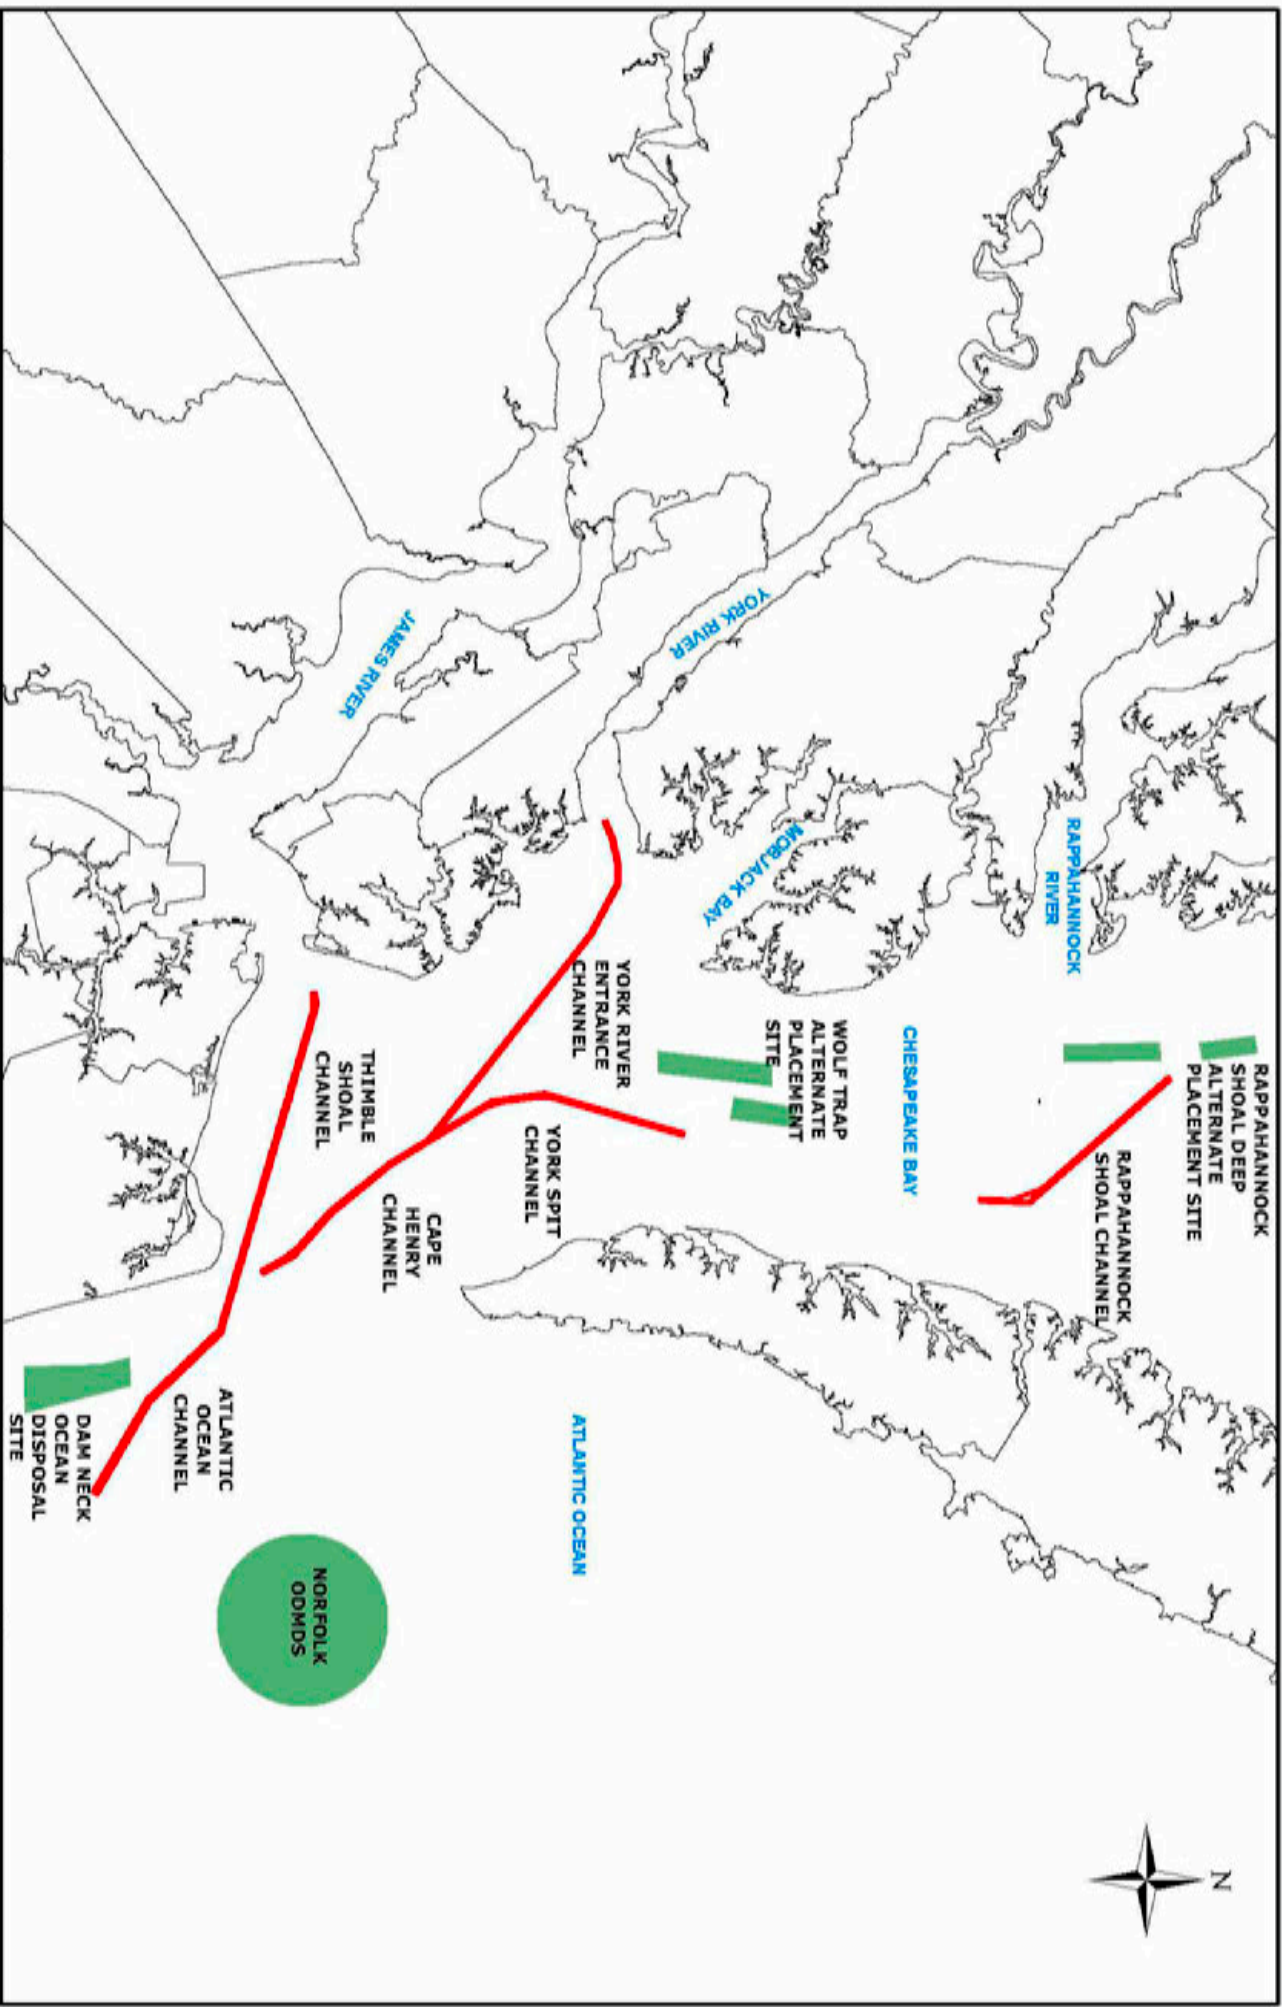 N
RAPPAHANNOCK
SHOAL DEEP
ALTERNATE
PLACEMENT SITE
RAPPAHANNOCK
RIVER
RAPPAHANNOCK
SHOAL CHANNEL
CHESAPEAKE BAY
WOLF TRAP
ALTERNATE
PLACEMENT
SITE
MOBJACK BAY
YORK RIVER
YORK RIVER
ENTRANCE
CHANNEL
YORK SPIT
CHANNEL
ATLANTIC OCEAN
CAPE
HENRY
CHANNEL
JAMES RIVER
THIMBLE
SHOAL
CHANNEL
NORFOLK
ODMDS
ATLANTIC
OCEAN
CHANNEL
DAM NECK
OCEAN
DISPOSAL
SITE